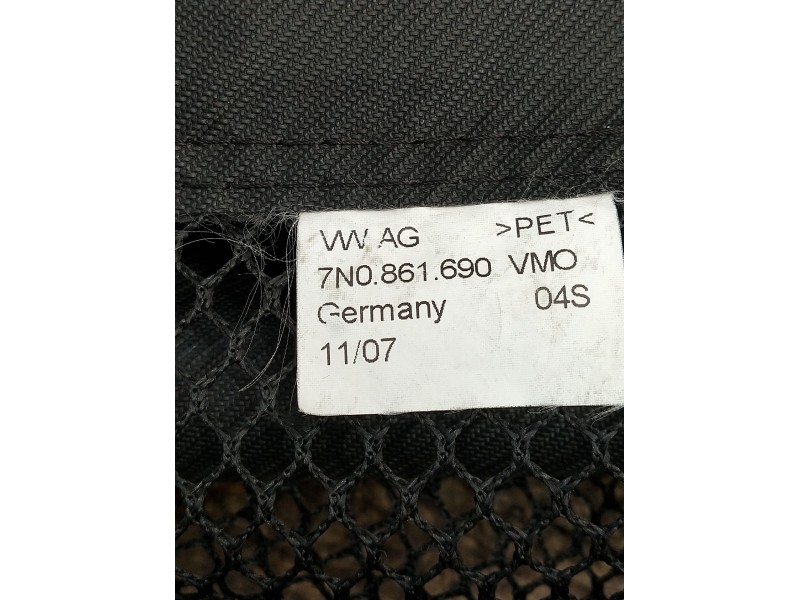 VW AG >PET<
7N0.861.690 VMO
Germany 04S
11/07